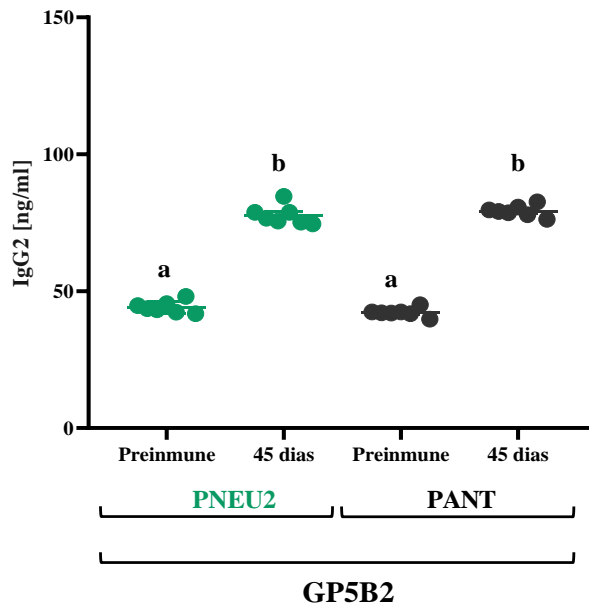 150
100
50
0
IgG2 [ng/ml]
a
b
a
b
Preinmune 45 dias Preinmune 45 dias
PNEU2 PANT
GP5B2